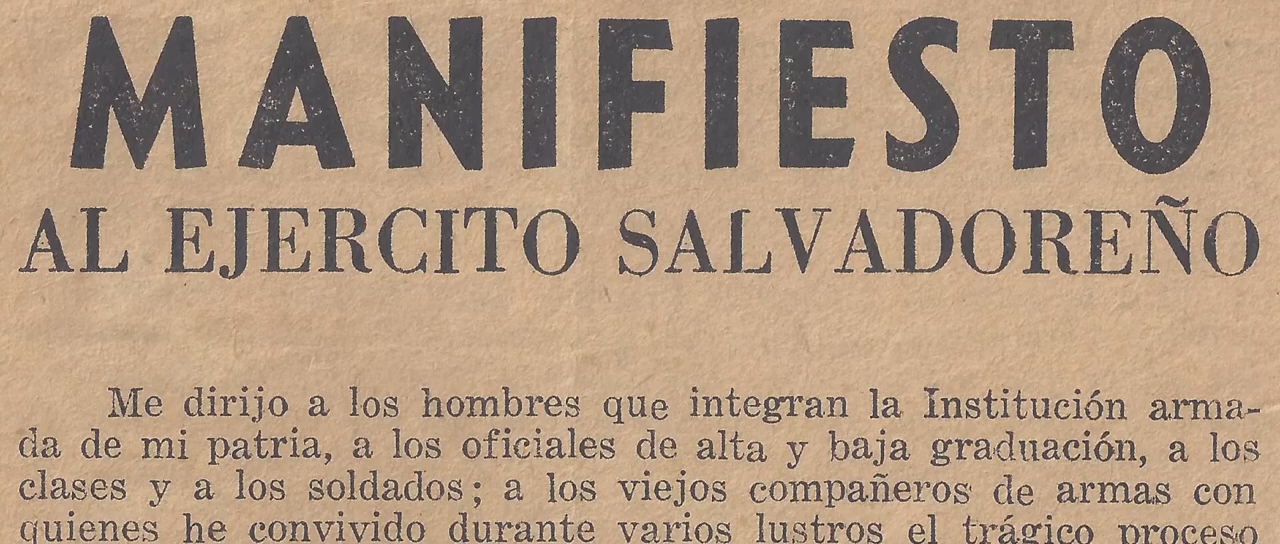 MANIFIESTO
AL EJERCITO SALVADOREÑO
Me dirijo a los hombres que integran la Institución arma-
da de mi patria, a los oficiales de alta y baja graduación, a los
clases y a los soldados; a los viejos compañeros de armas con
quienes he convivido durante varios lustros el trágico proceso